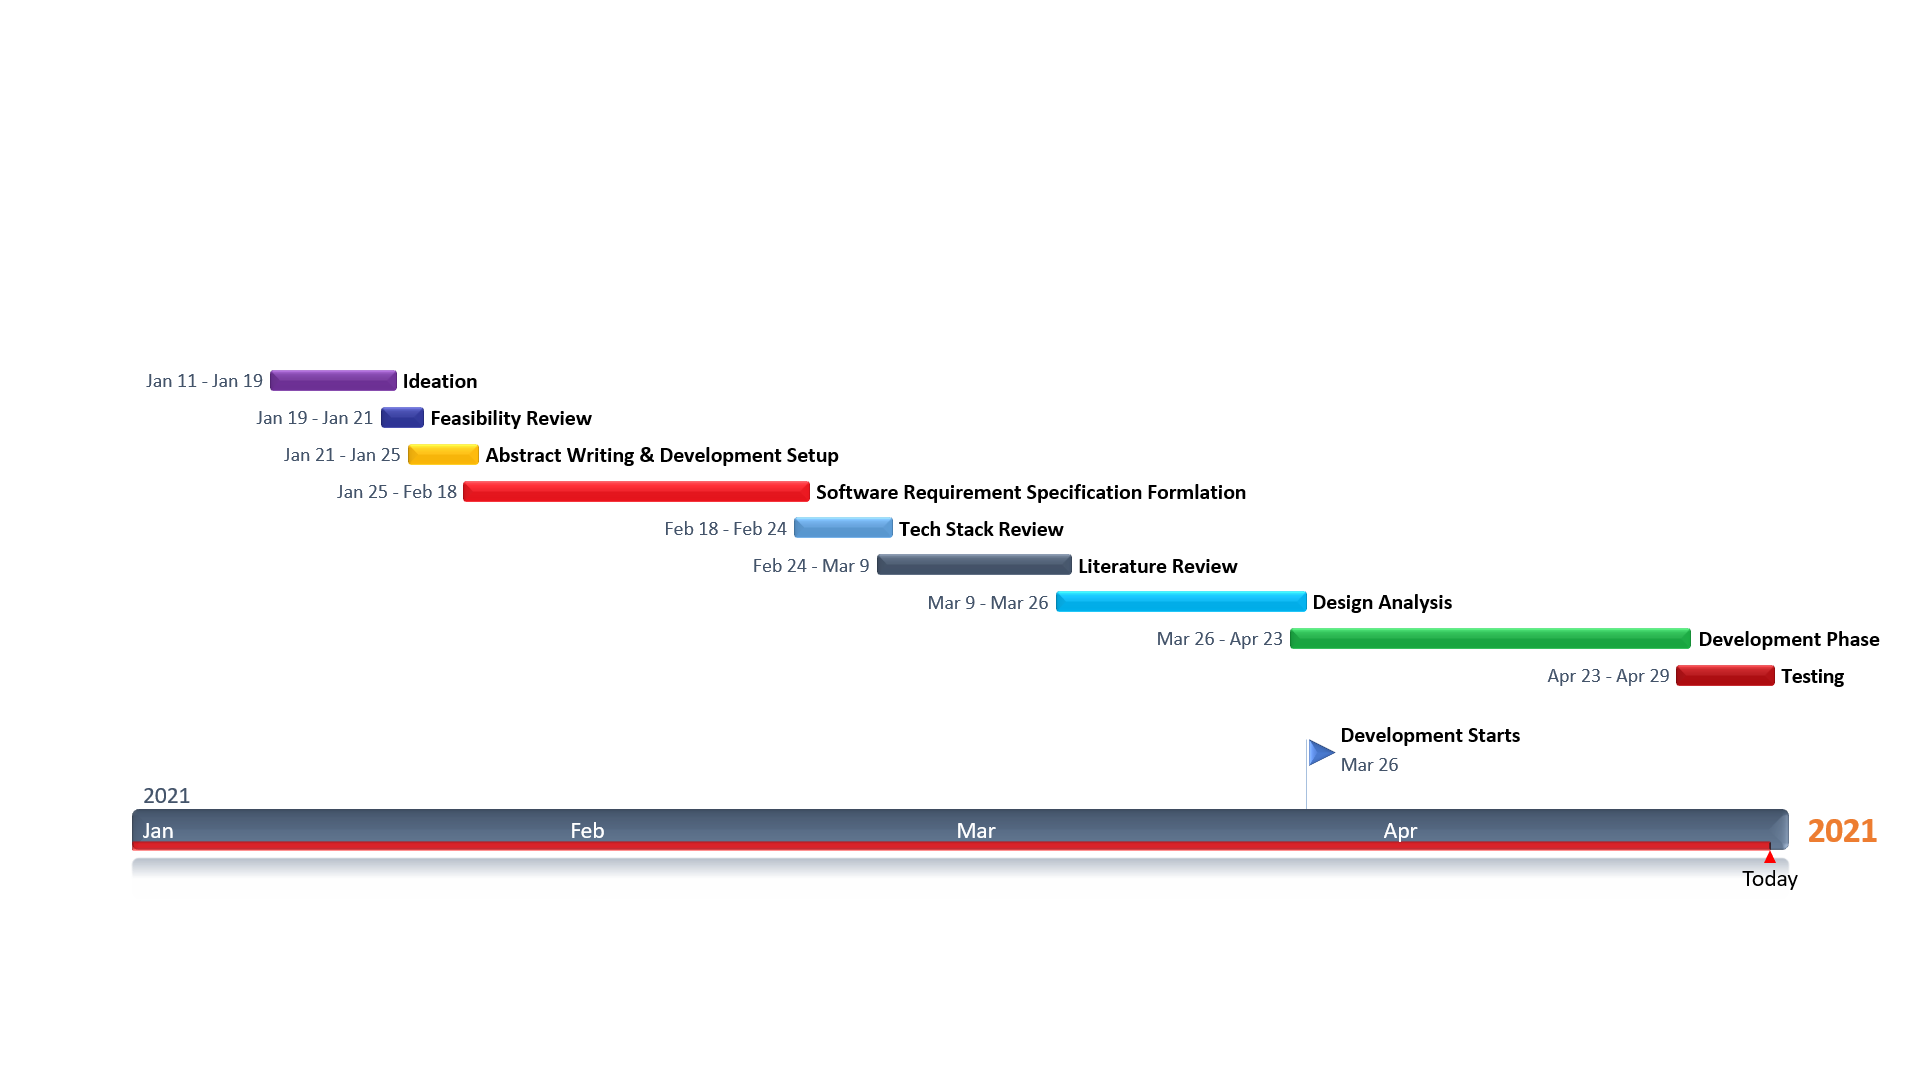 Jan 11 - Jan 19 Ideation
Jan 19 - Jan 21 Feasibility Review
Jan 21 - Jan 25 Abstract Writing & Development Setup
Jan 25 - Feb 18 Software Requirement Specification Formlation
Feb 18 - Feb 24 Tech Stack Review
Feb 24 - Mar 9 Literature Review
Mar 9 - Mar 26 Design Analysis
Mar 26 - Apr 23 Development Phase
Apr 23 - Apr 29 Testing
Development Starts
Mar 26
2021
Jan Feb Mar Apr 2021
Today